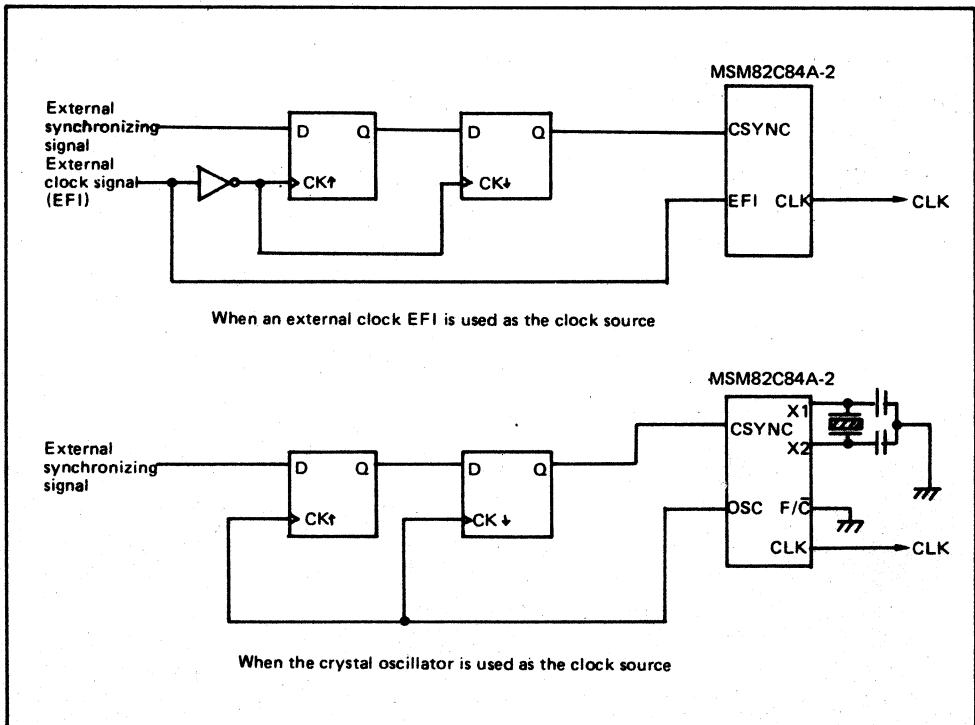 MSM82C84A-2
External
synchronizing
signal
External
clock signal
(EFI)
D Q
CK↑
D Q
CK↓
CSYNC
EFI CLK
CLK
When an external clock EFI is used as the clock source
MSM82C84A-2
External
synchronizing
signal
D Q
CK↑
D Q
CK↓
X1
CSYNC
X2
OSC F/C̅
CLK
CLK
When the crystal oscillator is used as the clock source